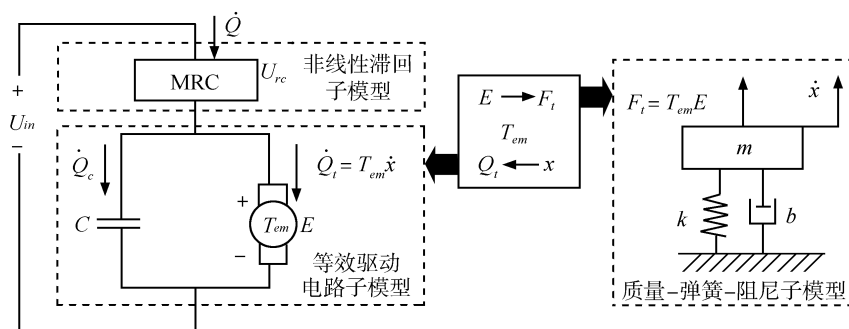 Q̇
MRC
U_rc
非线性滞回
子模型
+
U_in
−
Q̇_c
Q̇_t = T_em ẋ
C
+
T_em
E
−
等效驱动
电路子模型
E → F_t
T_em
Q_t ← x
F_t = T_em E
ẋ
m
k
b
质量-弹簧-阻尼子模型